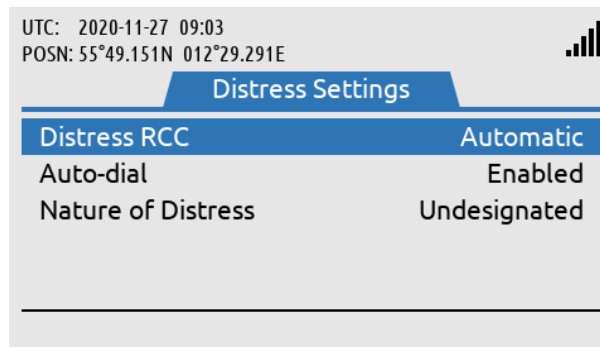 UTC: 2020-11-27 09:03
POSN: 55°49.151N 012°29.291E
Distress Settings
Distress RCC Automatic
Auto-dial Enabled
Nature of Distress Undesignated